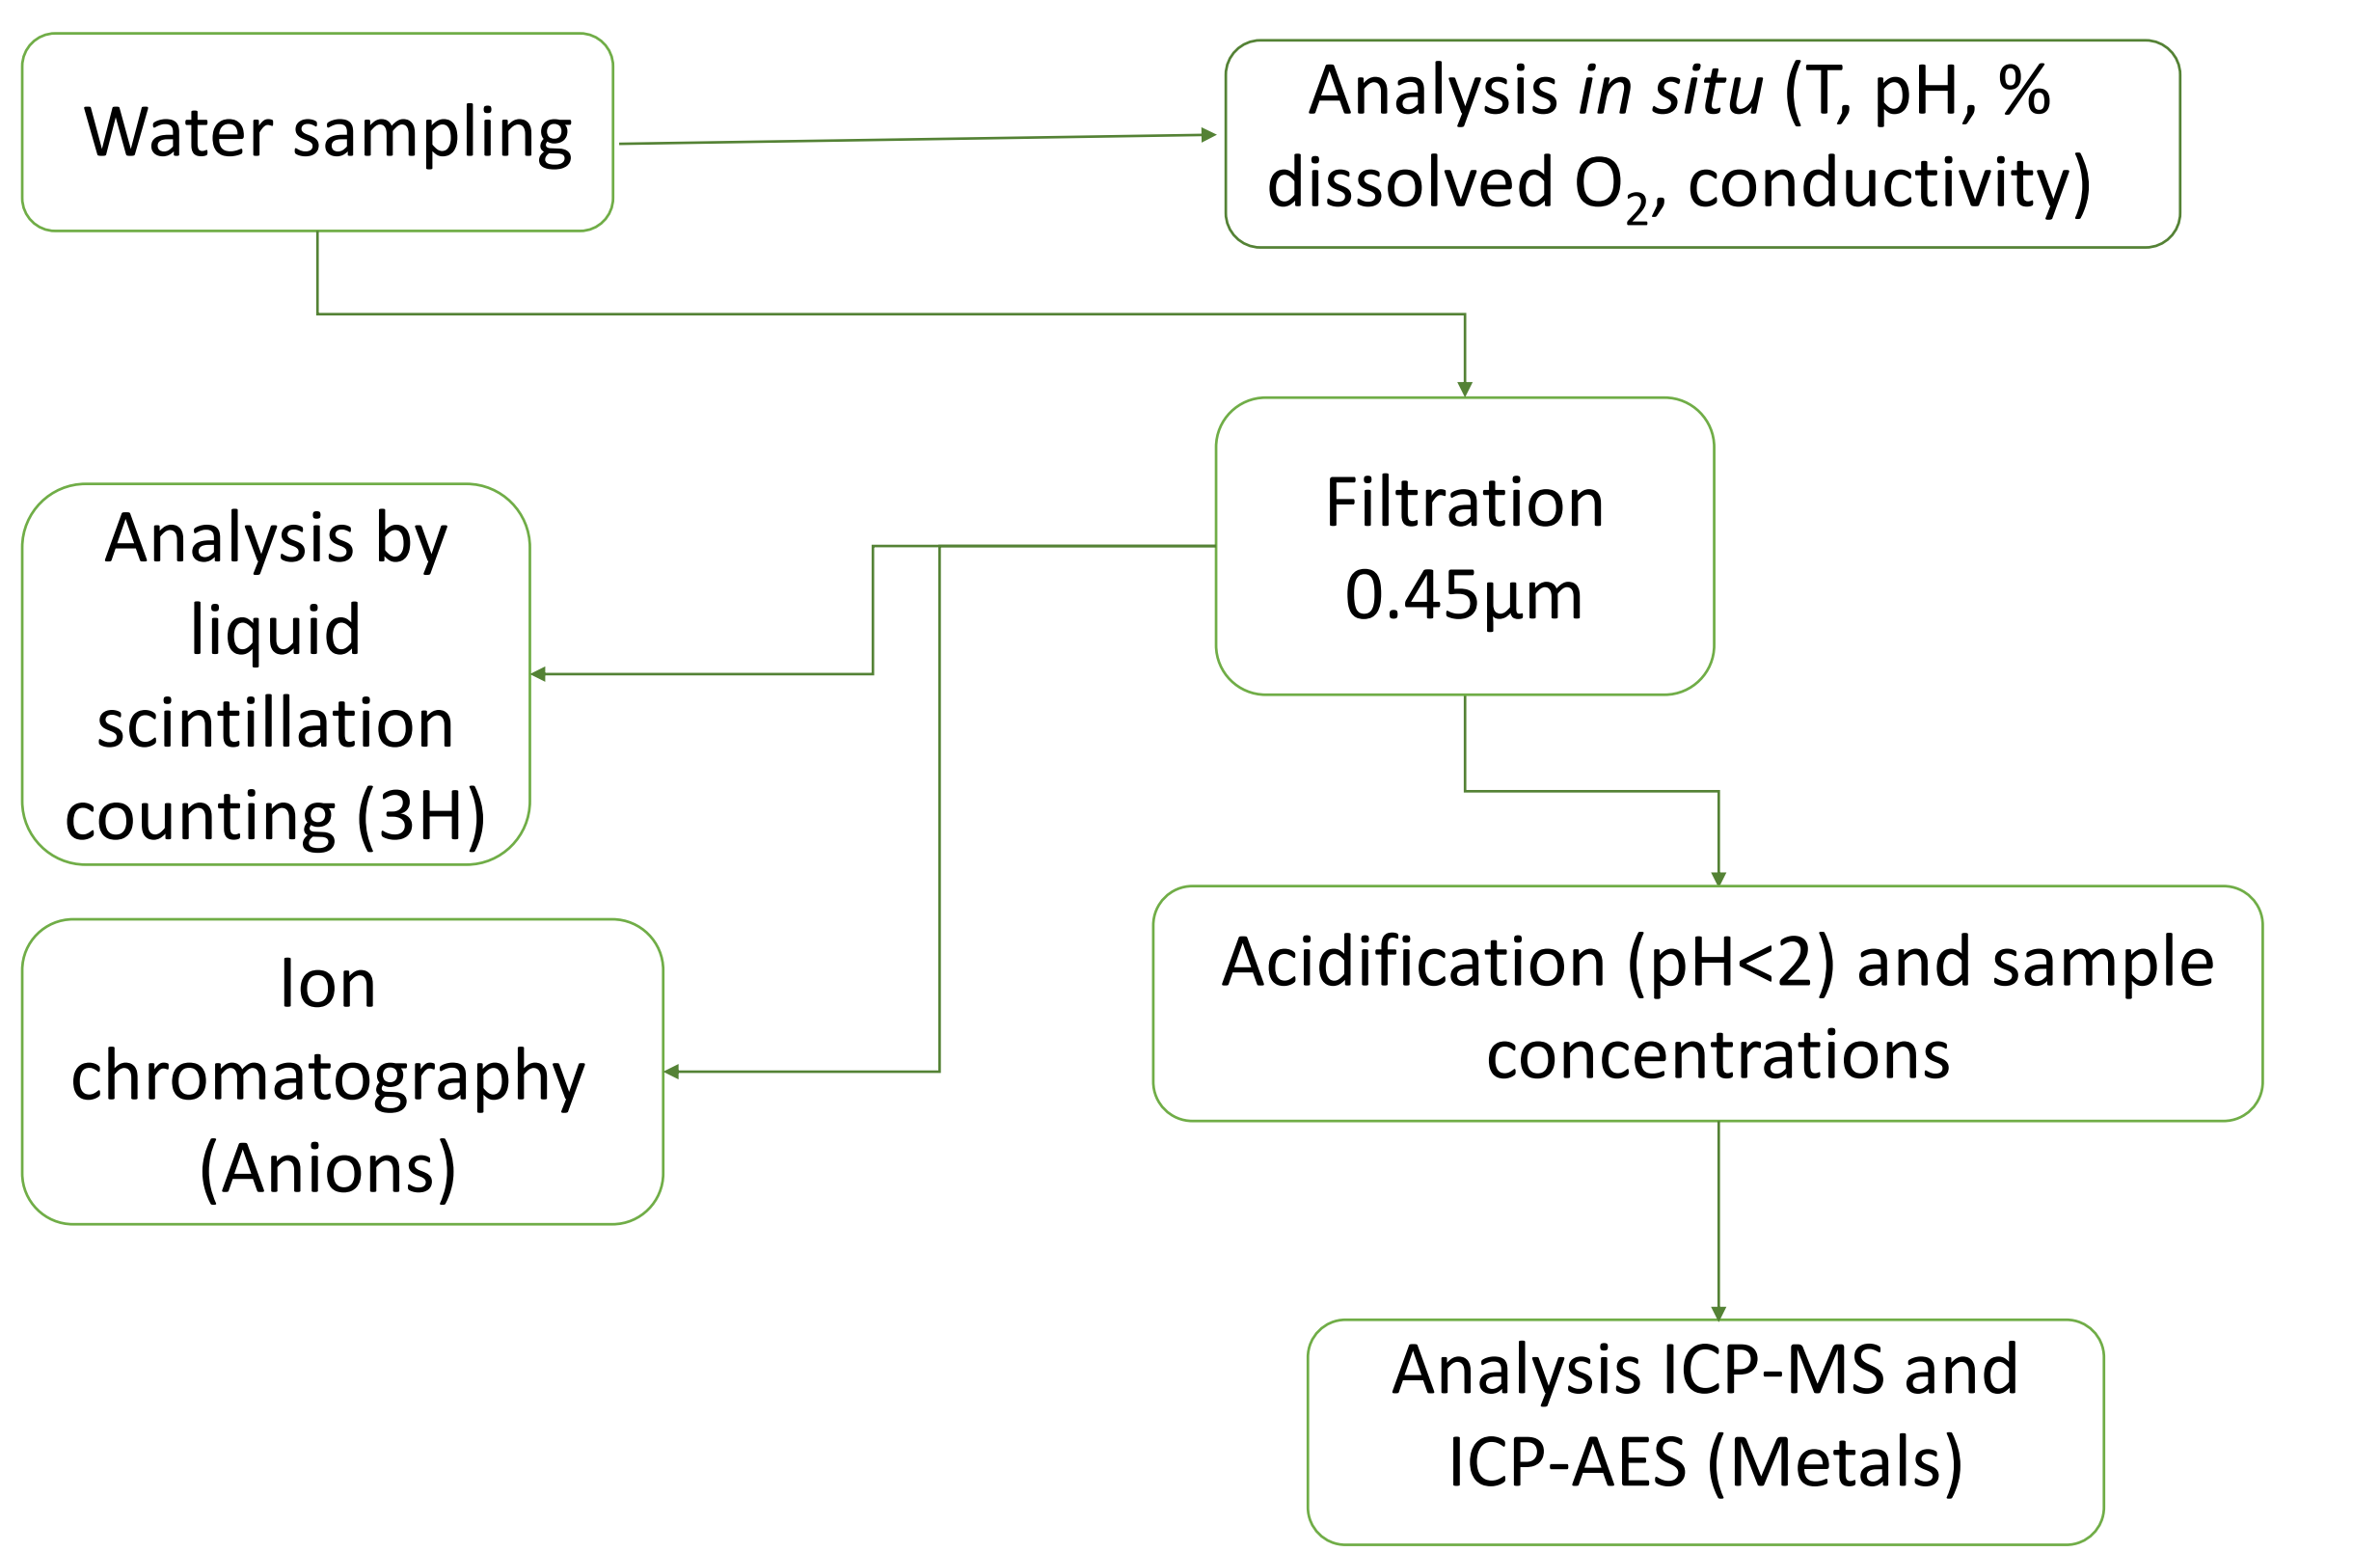 Water sampling
Analysis in situ (T, pH, %
dissolved O₂, conductivity)
Filtration
0.45µm
Analysis by
liquid
scintillation
counting (3H)
Ion
chromatography
(Anions)
Acidification (pH<2) and sample
concentrations
Analysis ICP-MS and
ICP-AES (Metals)